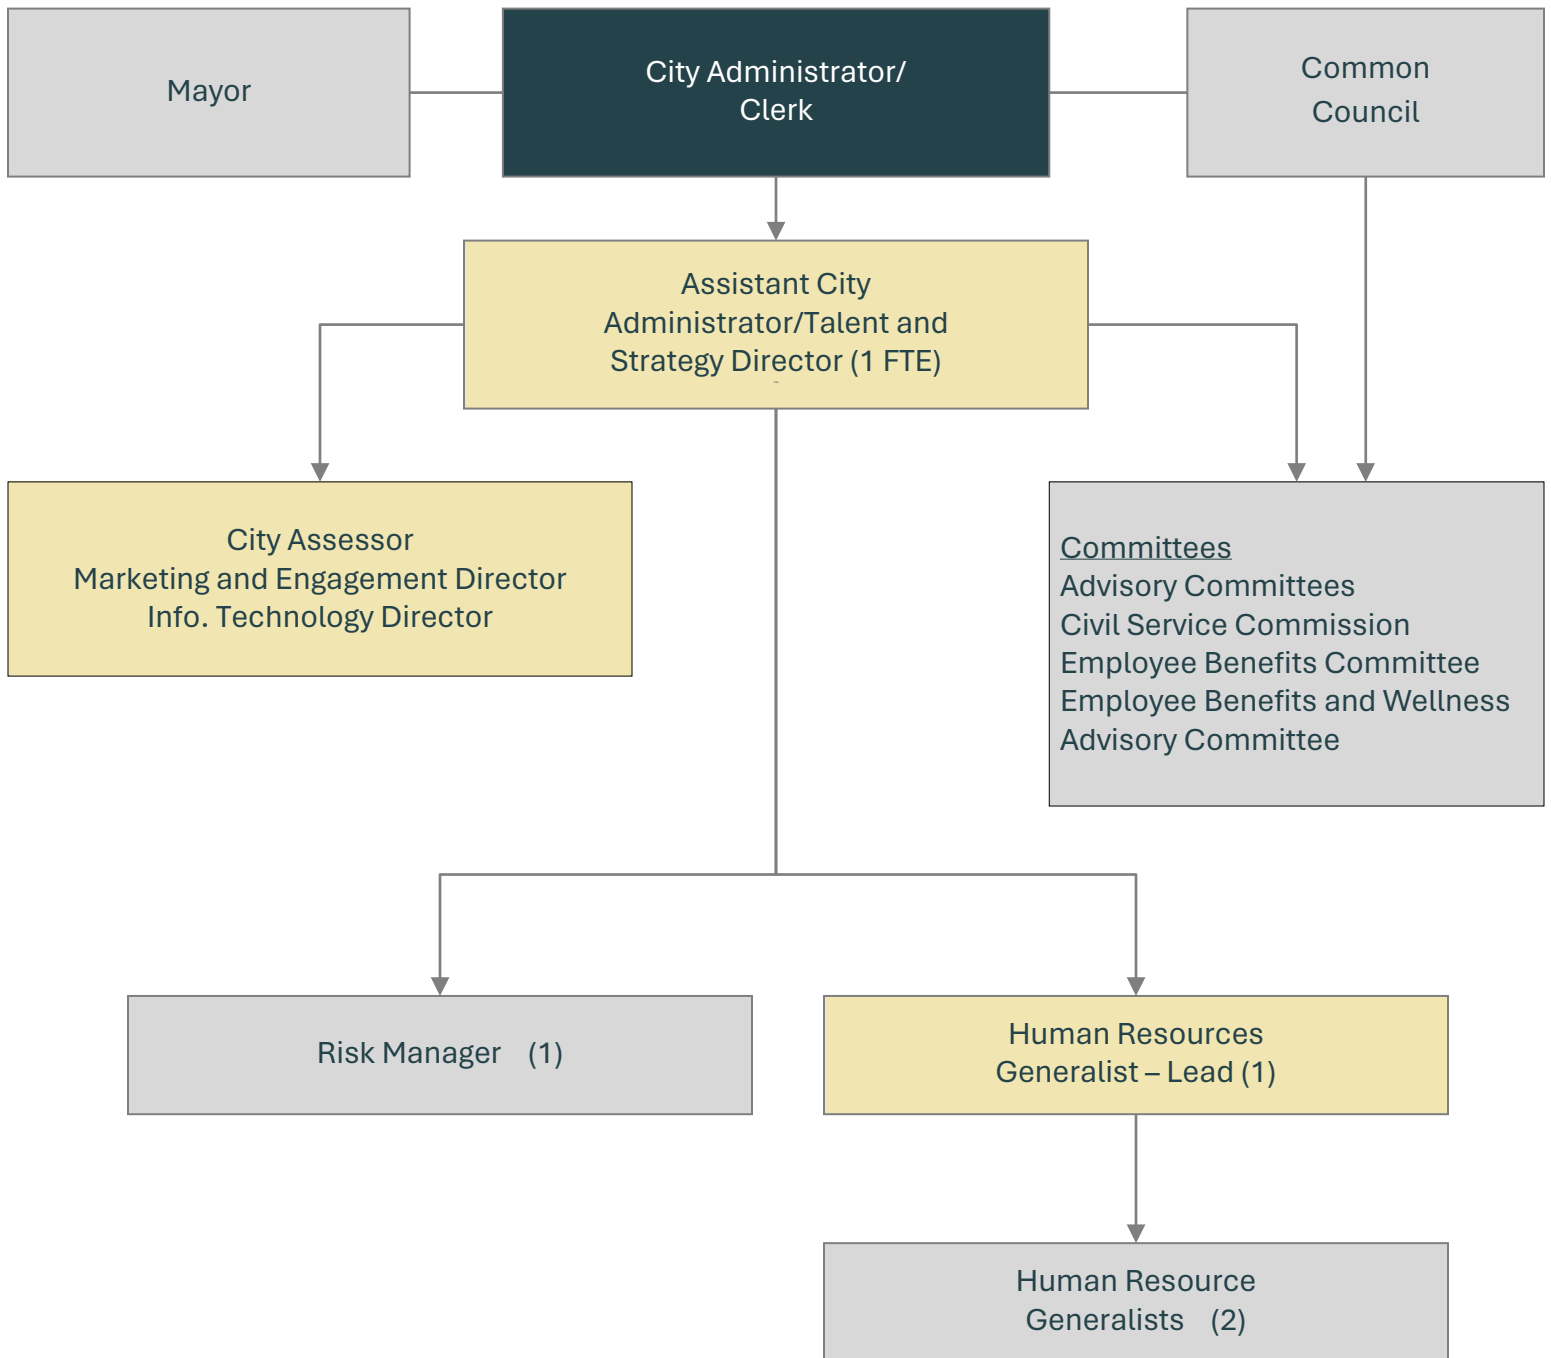 Mayor
City Administrator/
Clerk
Common
Council
Assistant City
Administrator/Talent and
Strategy Director (1 FTE)
City Assessor
Marketing and Engagement Director
Info. Technology Director
Committees
Advisory Committees
Civil Service Commission
Employee Benefits Committee
Employee Benefits and Wellness
Advisory Committee
Risk Manager (1)
Human Resources
Generalist – Lead (1)
Human Resource
Generalists (2)